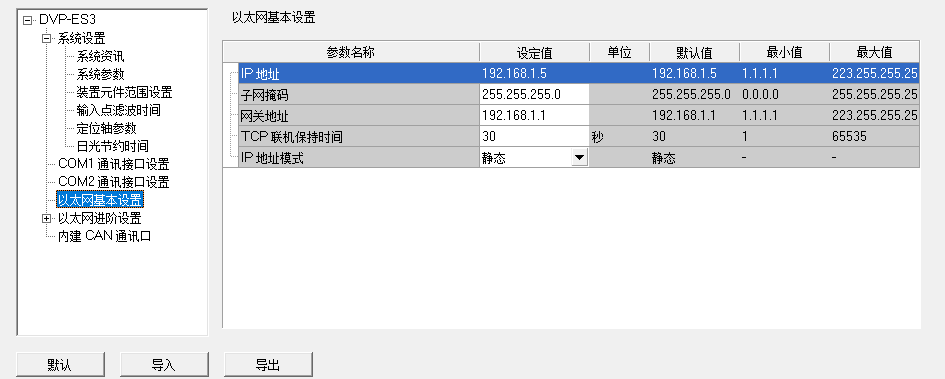 DVP-ES3
系统设置
系统资讯
系统参数
装置元件范围设置
输入点滤波时间
定位轴参数
日光节约时间
COM1 通讯接口设置
COM2 通讯接口设置
以太网基本设置
以太网进阶设置
内建 CAN 通讯口
以太网基本设置
参数名称 设定值 单位 默认值 最小值 最大值
IP 地址 192.168.1.5 192.168.1.5 1.1.1.1 223.255.255.25
子网掩码 255.255.255.0 255.255.255.0 0.0.0.0 255.255.255.25
网关地址 192.168.1.1 192.168.1.1 1.1.1.1 223.255.255.25
TCP 联机保持时间 30 秒 30 1 65535
IP 地址模式 静态 静态 - -
默认 导入 导出